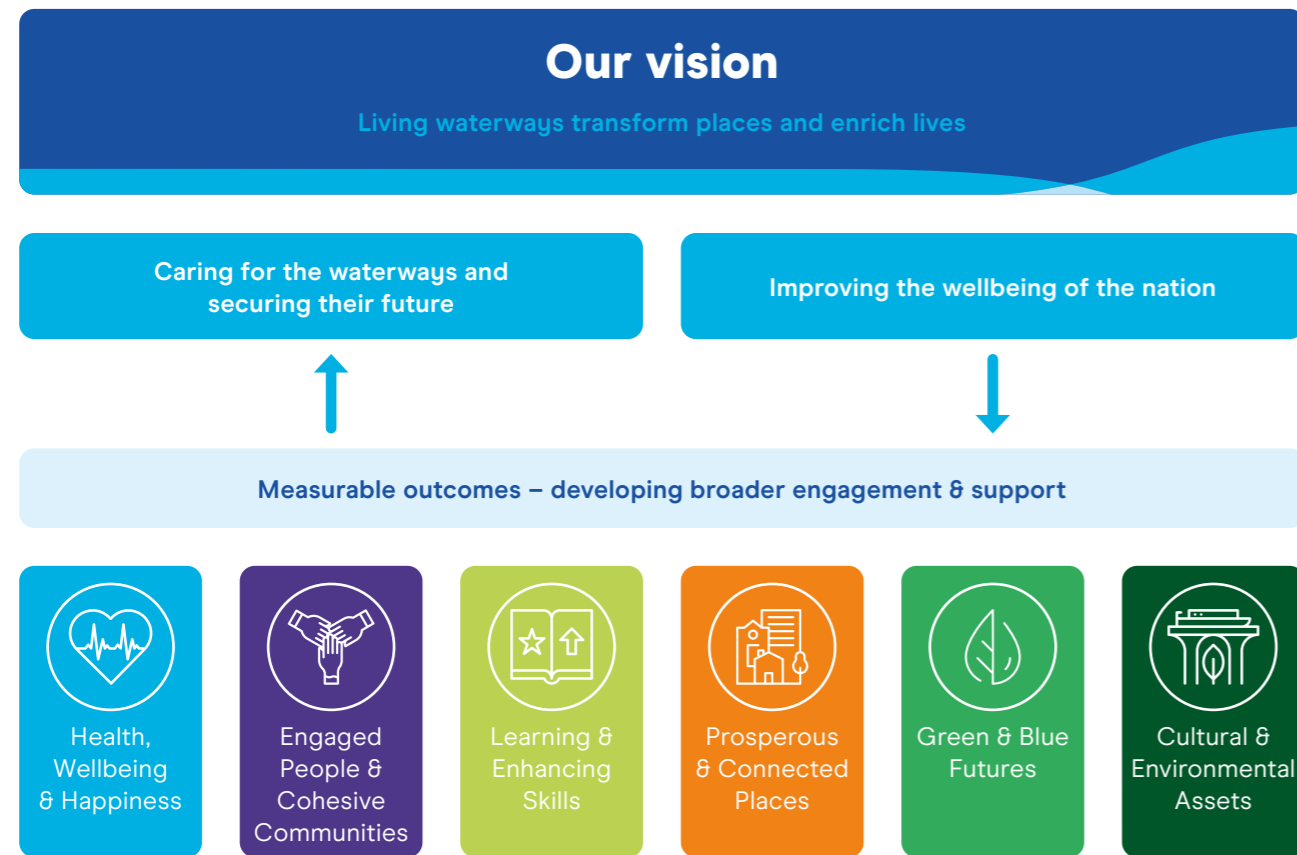 Our vision
Living waterways transform places and enrich lives
Caring for the waterways and
securing their future
Improving the wellbeing of the nation
Measurable outcomes – developing broader engagement & support
Health,
Wellbeing
& Happiness
Engaged
People &
Cohesive
Communities
Learning &
Enhancing
Skills
Prosperous
& Connected
Places
Green & Blue
Futures
Cultural &
Environmental
Assets